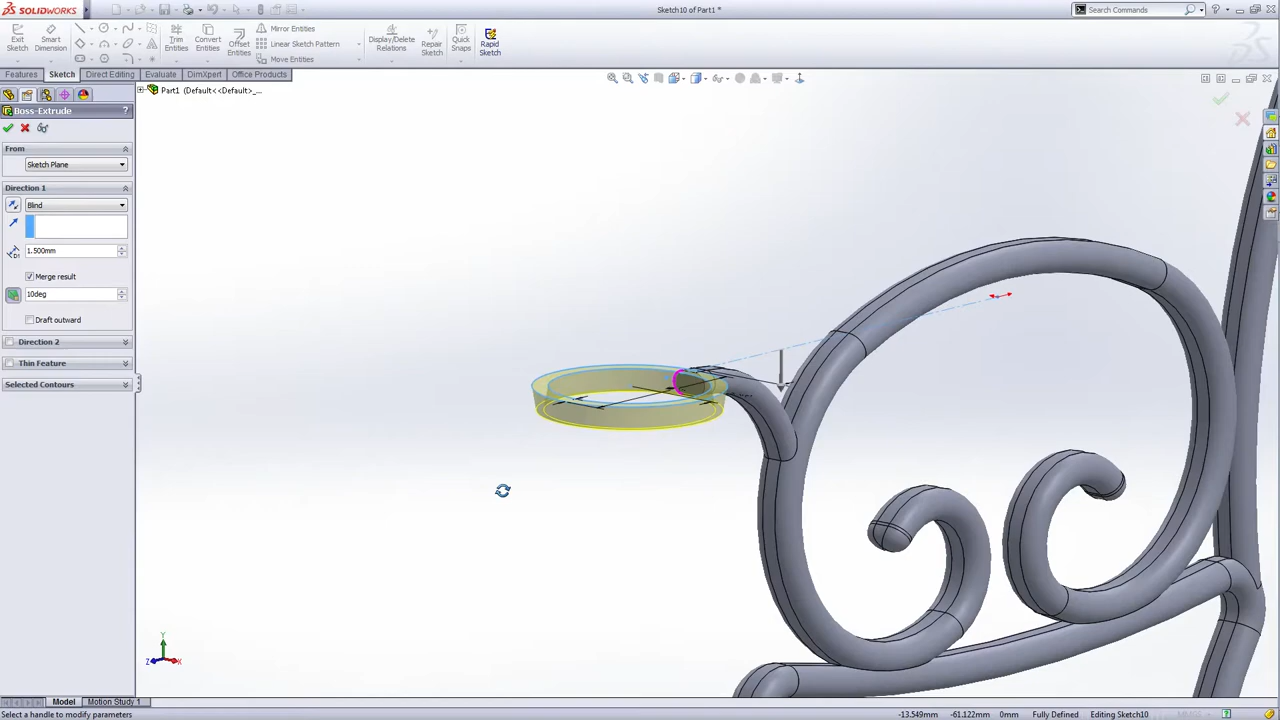 SOLIDWORKS
Sketch10 of Part1 *
Search Commands
Exit Sketch
Smart Dimension
Trim Entities
Convert Entities
Offset Entities
Mirror Entities
Linear Sketch Pattern
Move Entities
Display/Delete Relations
Repair Sketch
Quick Snaps
Rapid Sketch
Features
Sketch
Direct Editing
Evaluate
DimXpert
Office Products
Boss-Extrude
?
Part1 (Default<<Default>_...
From
Sketch Plane
Direction 1
Blind
1.500mm
Merge result
10deg
Draft outward
Direction 2
Thin Feature
Selected Contours
Y
Z
X
Model
Motion Study 1
Select a handle to modify parameters
-13.549mm
-61.122mm
0mm
Fully Defined
Editing Sketch10